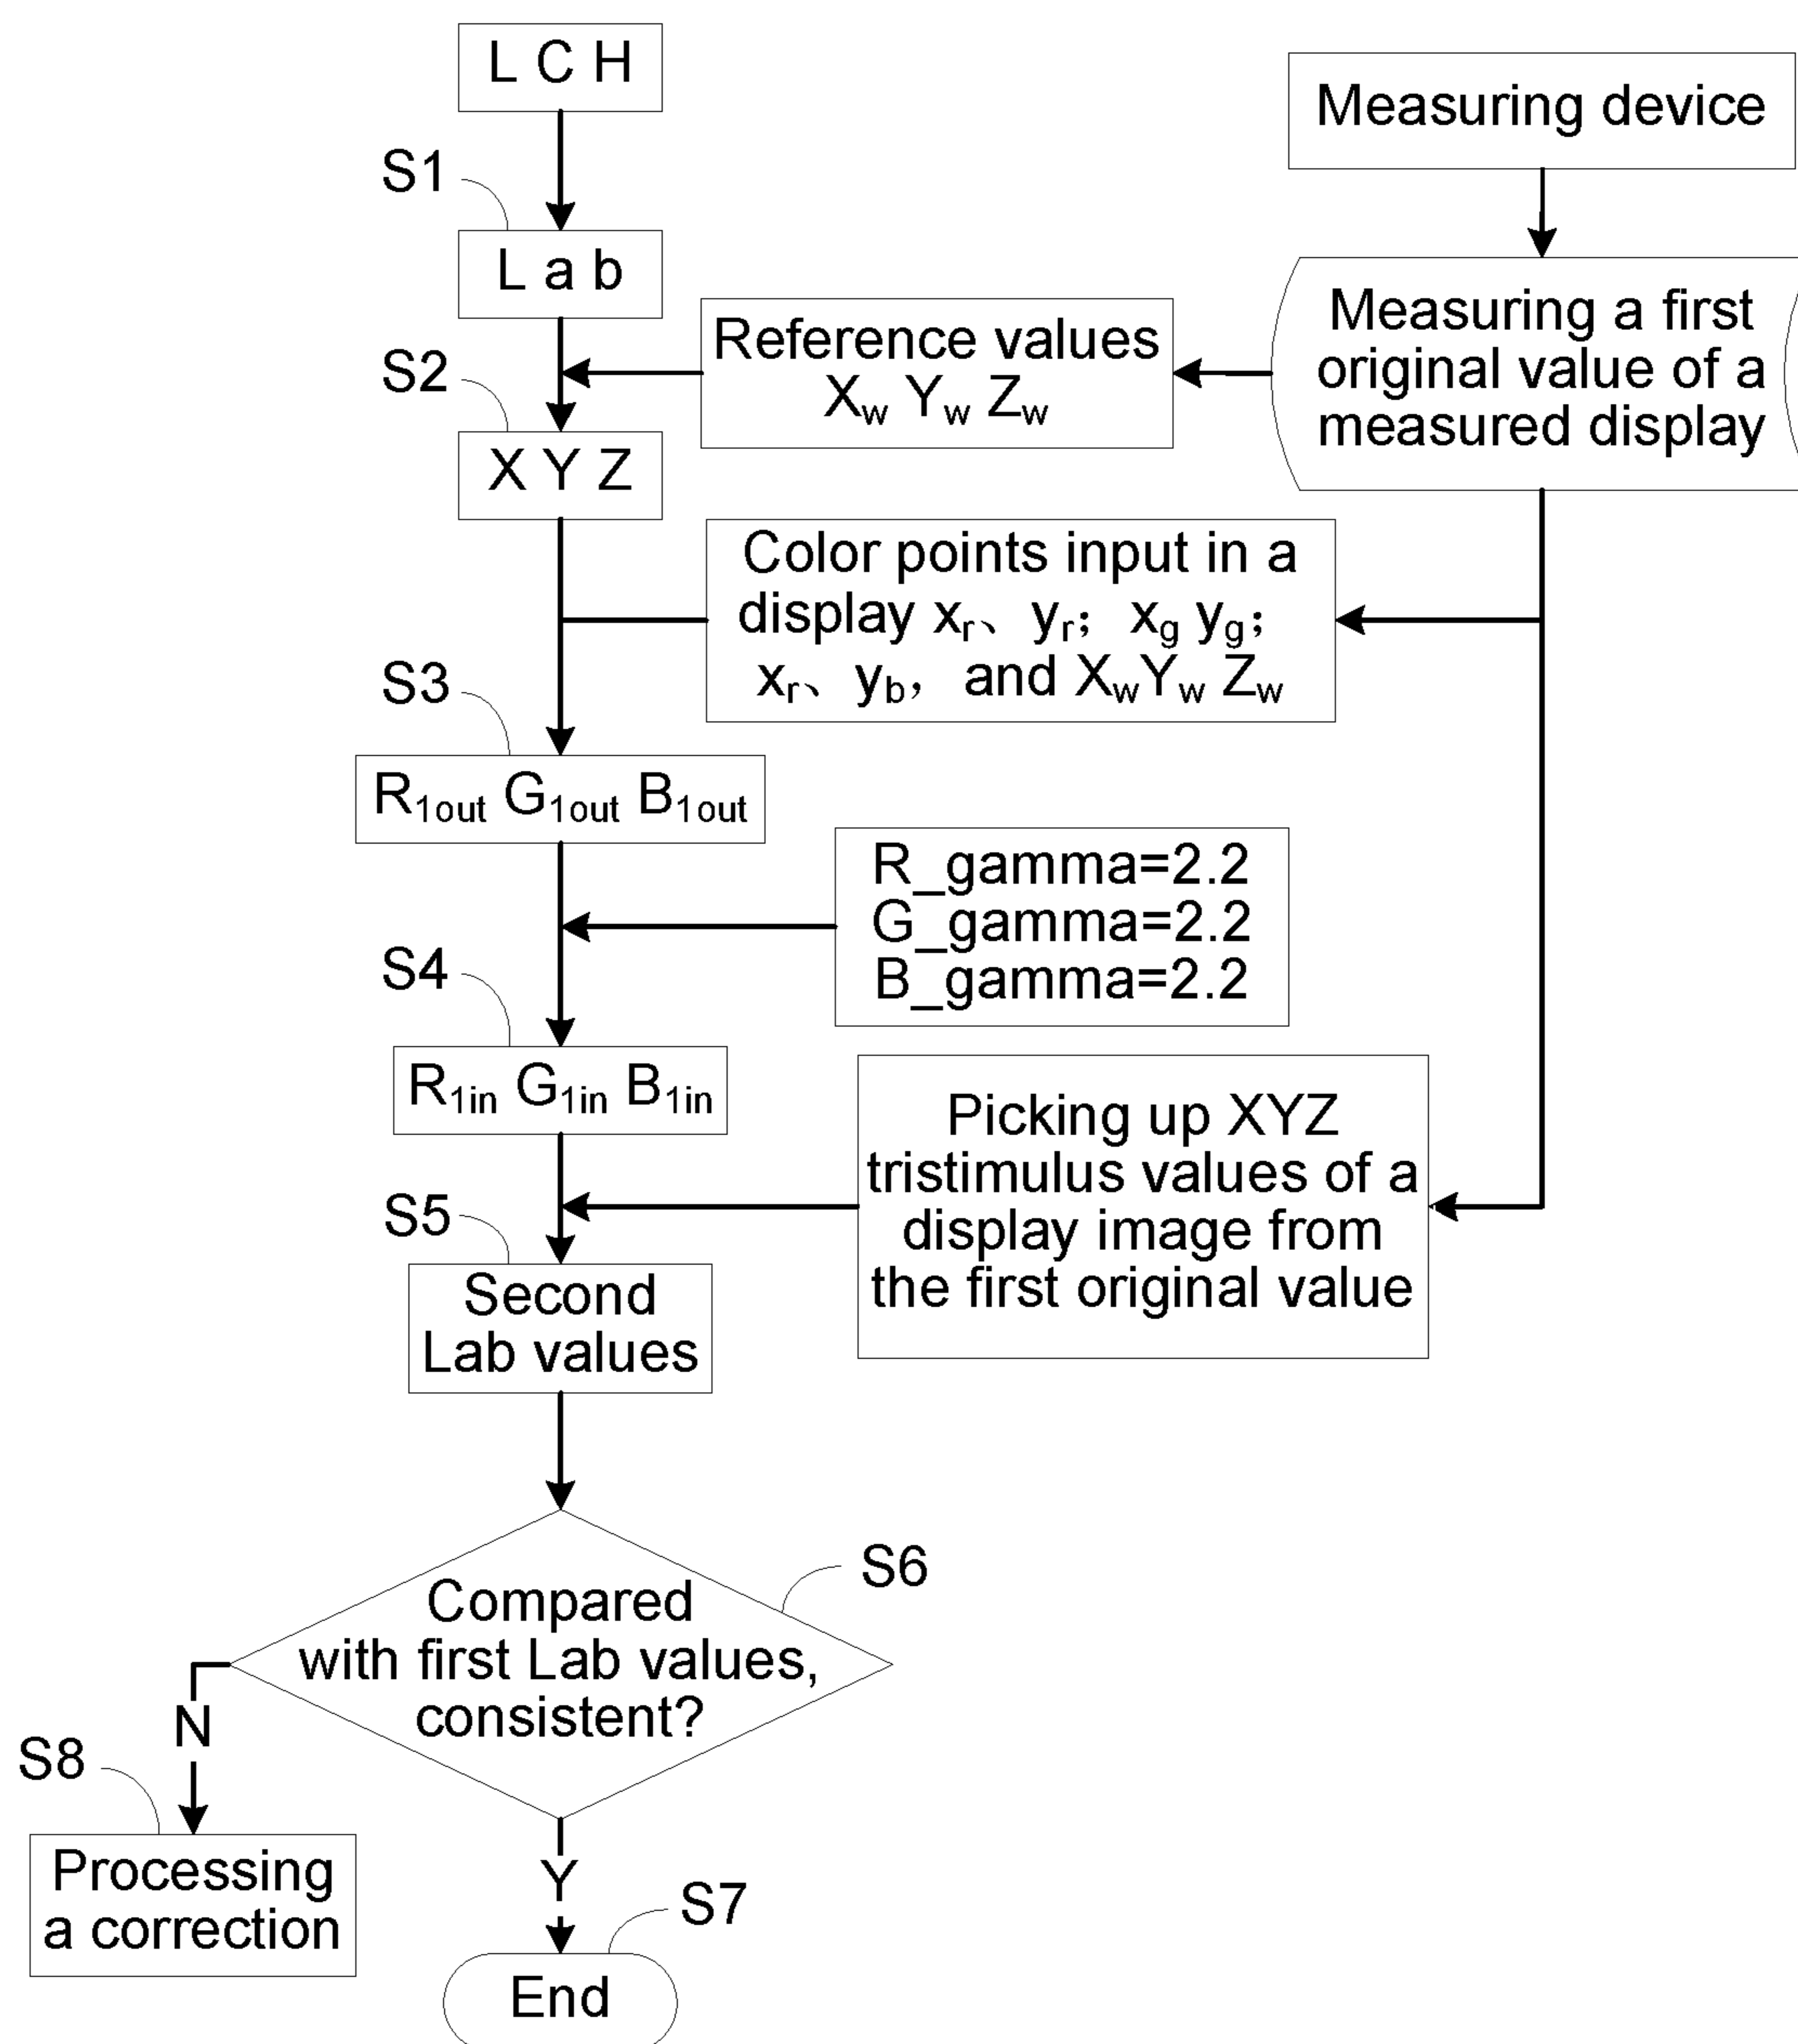 L C H
Measuring device
S1
L a b
Measuring a first
original value of a
measured display
Reference values
Xw Yw Zw
S2
X Y Z
Color points input in a
display xr、 yr; xg yg;
xr、 yb, and XwYw Zw
S3
R1out G1out B1out
R_gamma=2.2
G_gamma=2.2
B_gamma=2.2
S4
R1in G1in B1in
Picking up XYZ
tristimulus values of a
display image from
the first original value
S5
Second
Lab values
S6
Compared
with first Lab values,
consistent?
N
S8
Processing
a correction
Y
S7
End